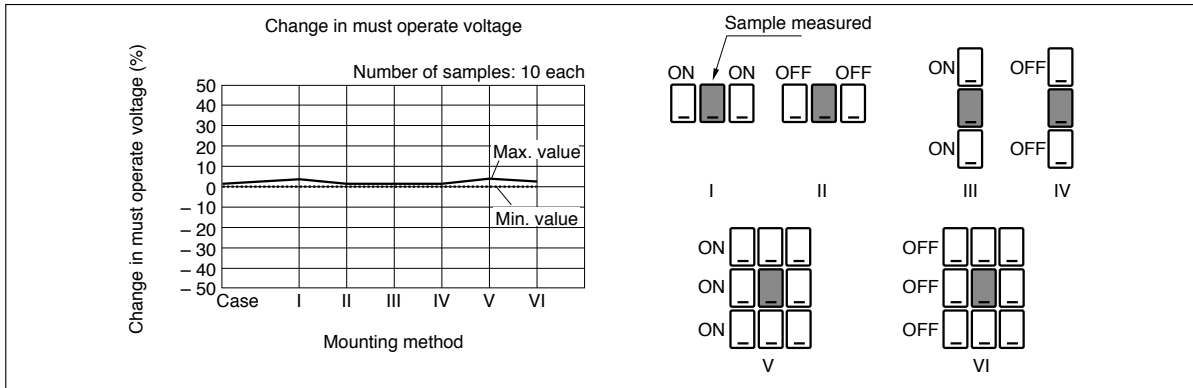 Change in must operate voltage
Number of samples: 10 each
Change in must operate voltage (%)
50
40
30
20
10
0
– 10
– 20
– 30
– 40
– 50
Max. value
Min. value
Case I II III IV V VI
Mounting method
Sample measured
ON ON
OFF OFF
I II
ON
ON
III
OFF
OFF
IV
ON
ON
ON
V
OFF
OFF
OFF
VI